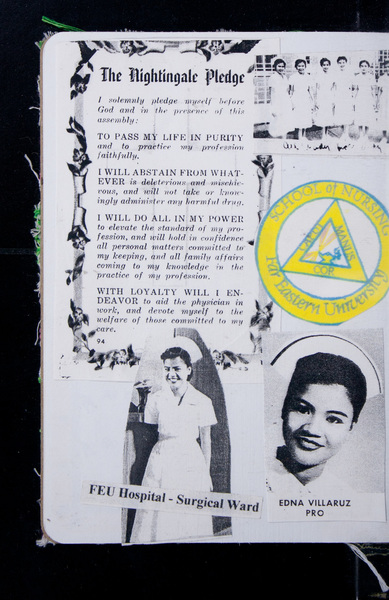 The Nightingale Pledge
I solemnly pledge myself before
God and in the presence of this
assembly:
TO PASS MY LIFE IN PURITY
and to practice my profession
faithfully.
I WILL ABSTAIN FROM WHAT-
EVER is deleterious and mischie-
vous, and will not take or know-
ingly administer any harmful drug.
I WILL DO ALL IN MY POWER
to elevate the standard of my pro-
fession, and will hold in confidence
all personal matters committed to
my keeping, and all family affairs
coming to my knowledge in the
practice of my profession.
WITH LOYALTY WILL I EN-
DEAVOR to aid the physician in
work, and devote myself to the
welfare of those committed to my
care.
94
SCHOOL of NURSING
Far Eastern University
MANUS
COR
FEU Hospital - Surgical Ward
EDNA VILLARUZ
PRO